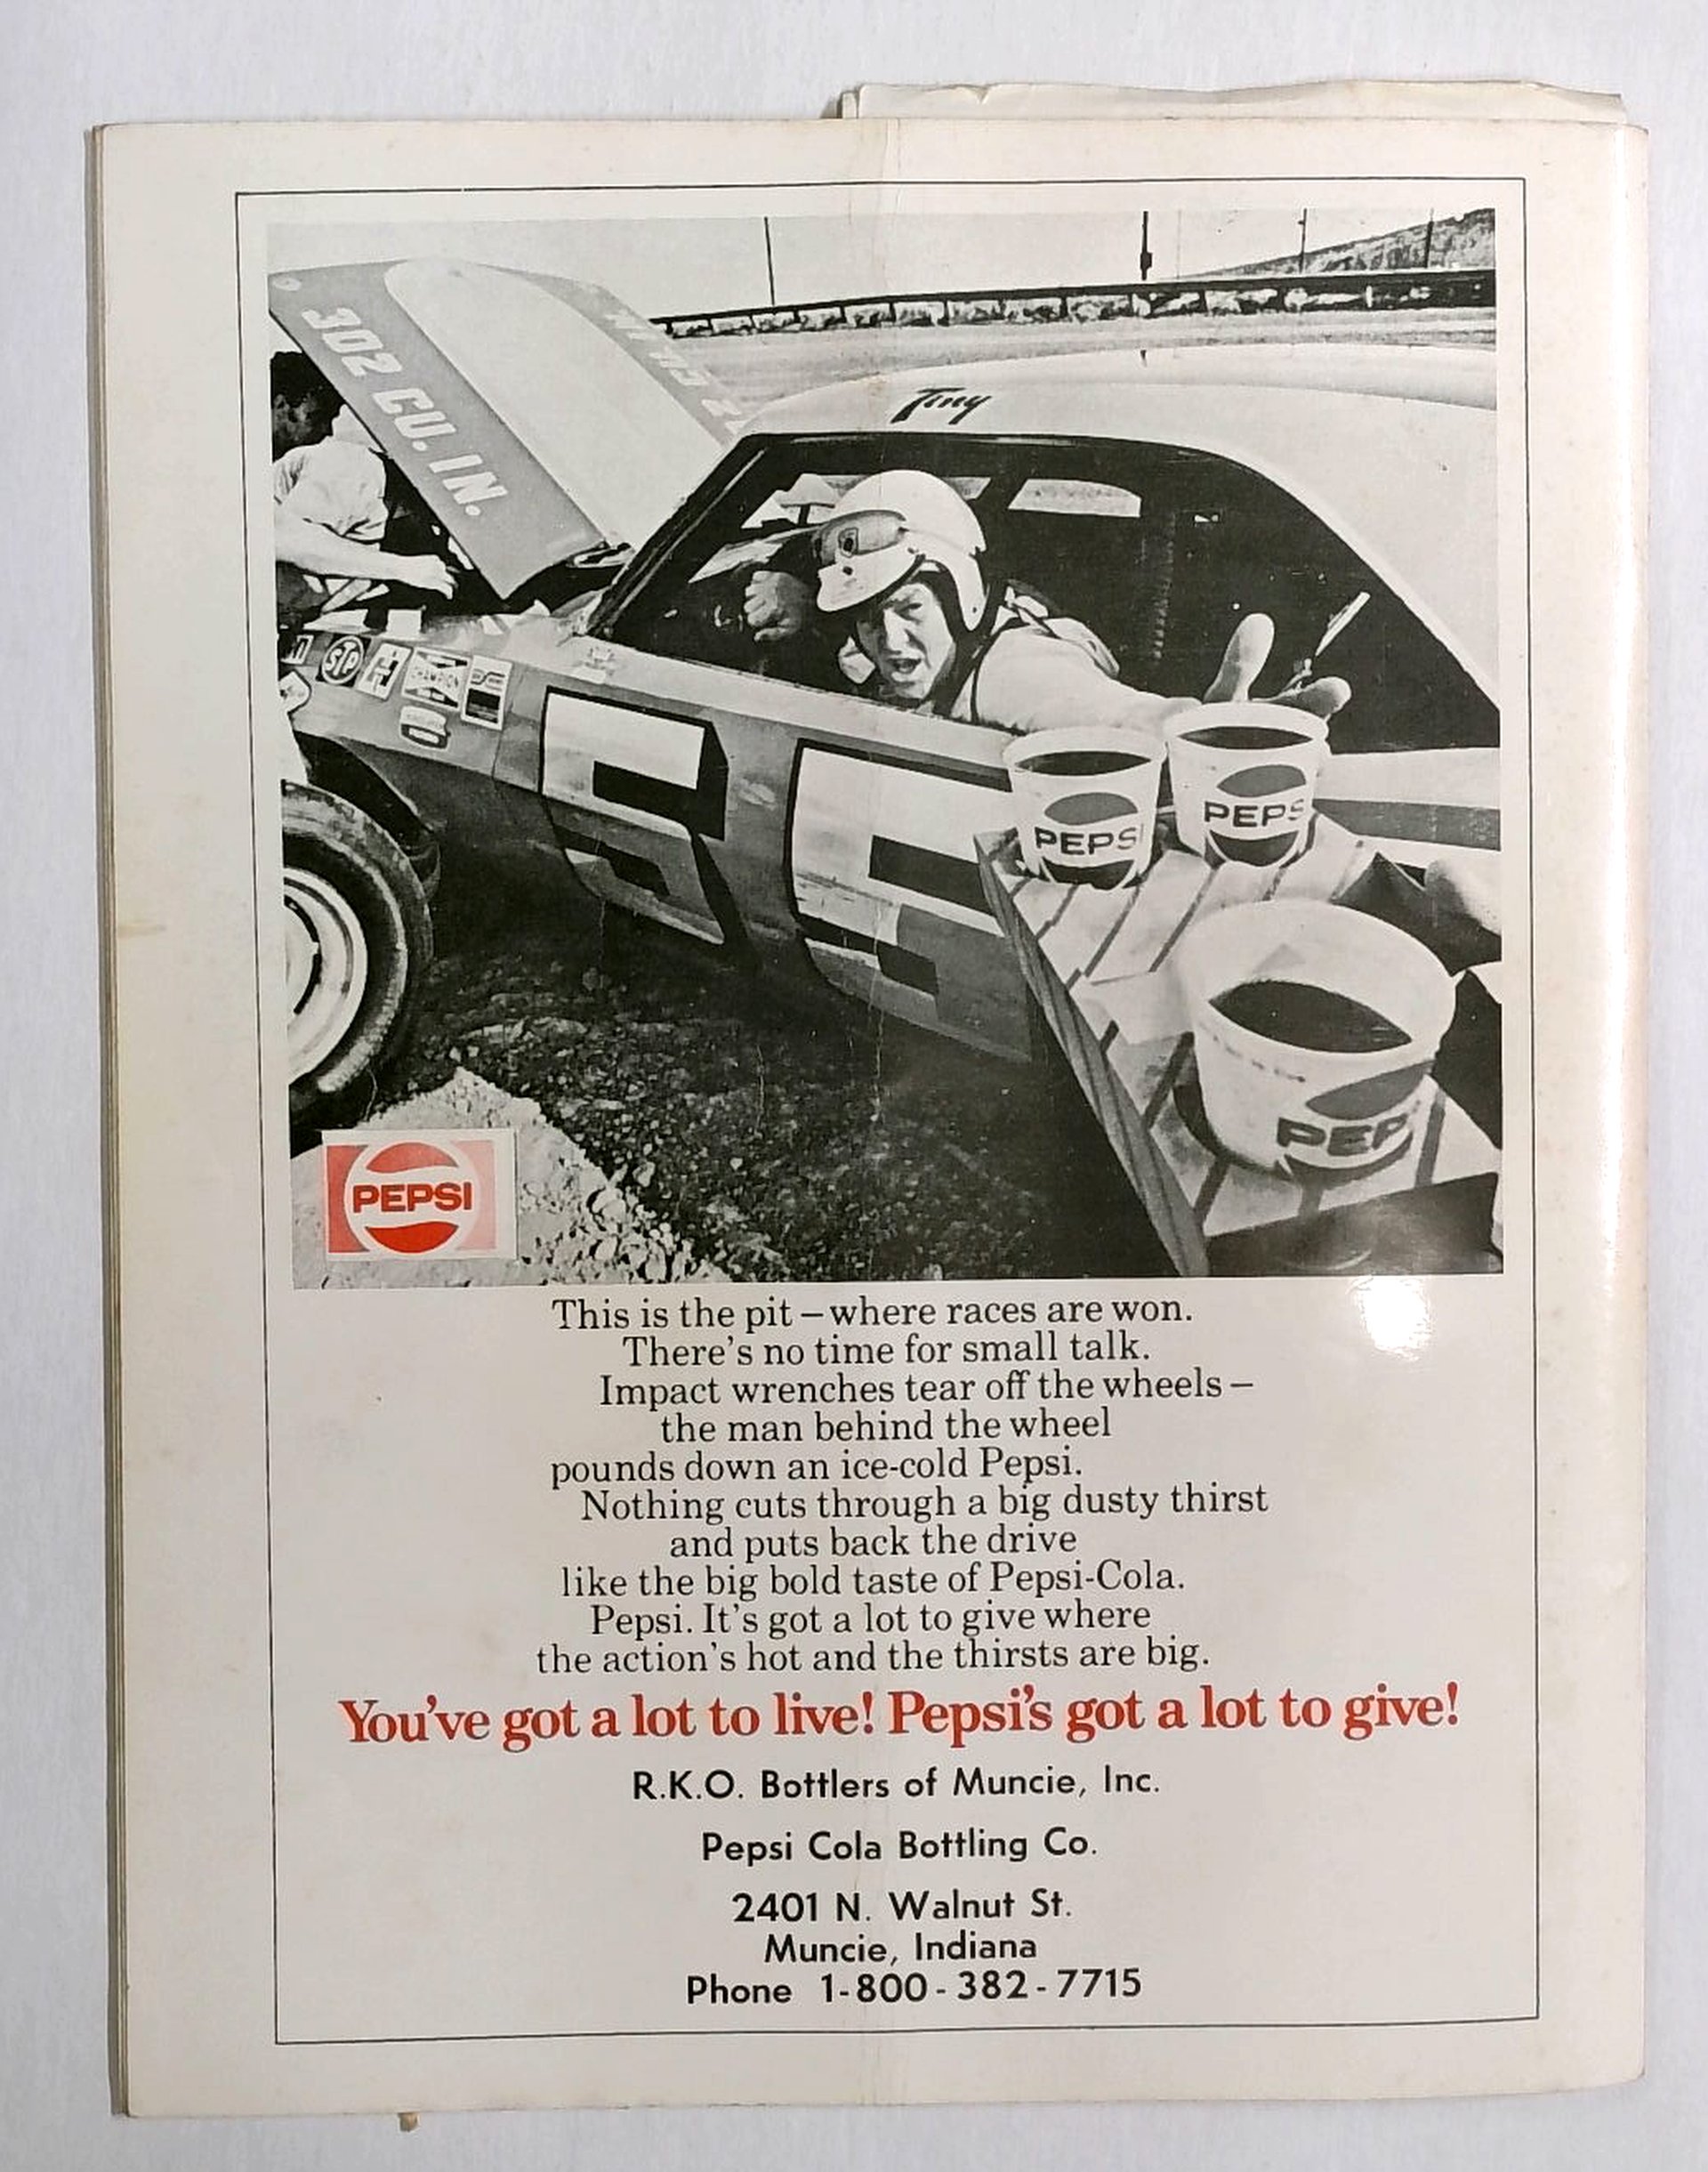 302 CU. IN.
Tiny
STP
CHAMPION
55
PEPSI
PEPS
PEPS
PEP
PEPSI
This is the pit – where races are won.
There's no time for small talk.
Impact wrenches tear off the wheels –
the man behind the wheel
pounds down an ice-cold Pepsi.
Nothing cuts through a big dusty thirst
and puts back the drive
like the big bold taste of Pepsi-Cola.
Pepsi. It's got a lot to give where
the action's hot and the thirsts are big.
You've got a lot to live! Pepsi's got a lot to give!
R.K.O. Bottlers of Muncie, Inc.
Pepsi Cola Bottling Co.
2401 N. Walnut St.
Muncie, Indiana
Phone 1-800-382-7715